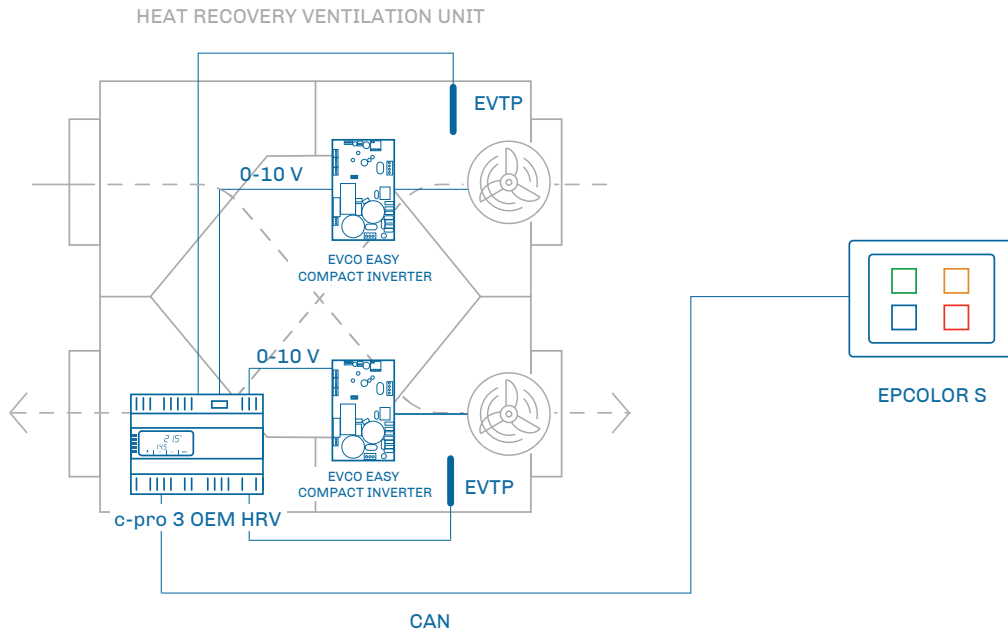 HEAT RECOVERY VENTILATION UNIT
EVTP
0-10 V
EVCO EASY
COMPACT INVERTER
0-10 V
EPCOLOR S
EVCO EASY
COMPACT INVERTER
EVTP
c-pro 3 OEM HRV
CAN